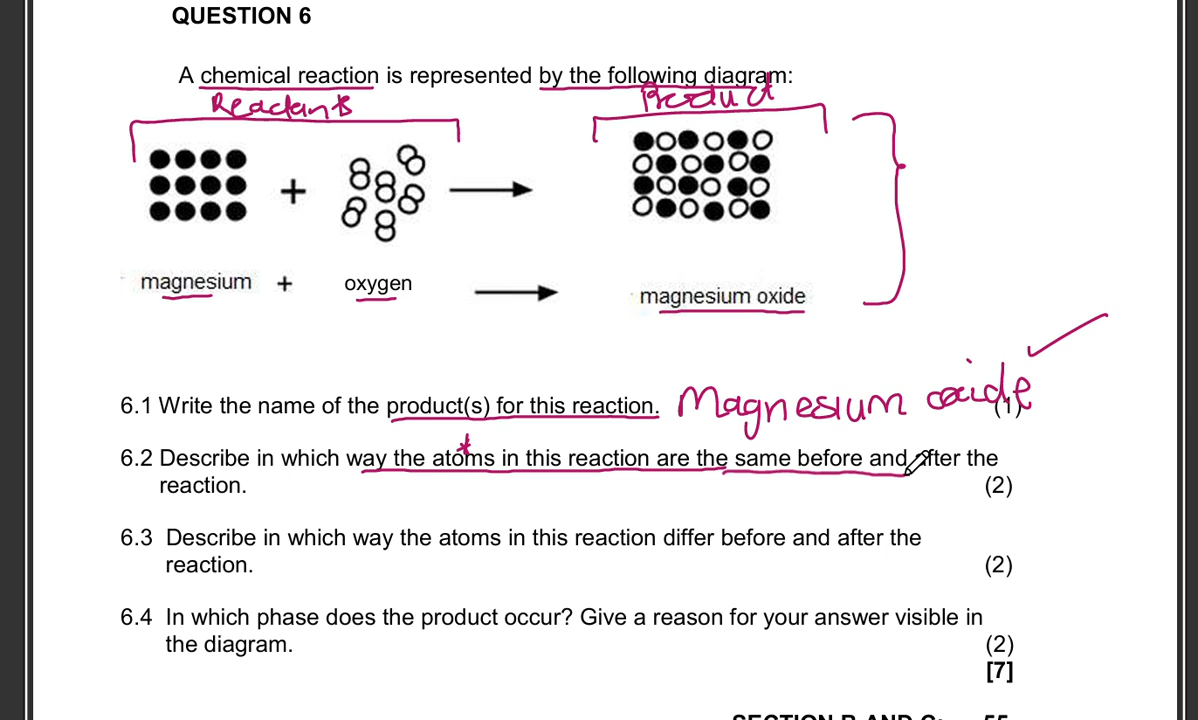 QUESTION 6
A chemical reaction is represented by the following diagram:
Reactants Product
+
magnesium + oxygen magnesium oxide
6.1 Write the name of the product(s) for this reaction. Magnesium oxide (1)
6.2 Describe in which way the atoms in this reaction are the same before and after the
reaction. (2)
6.3 Describe in which way the atoms in this reaction differ before and after the
reaction. (2)
6.4 In which phase does the product occur? Give a reason for your answer visible in
the diagram. (2)
[7]